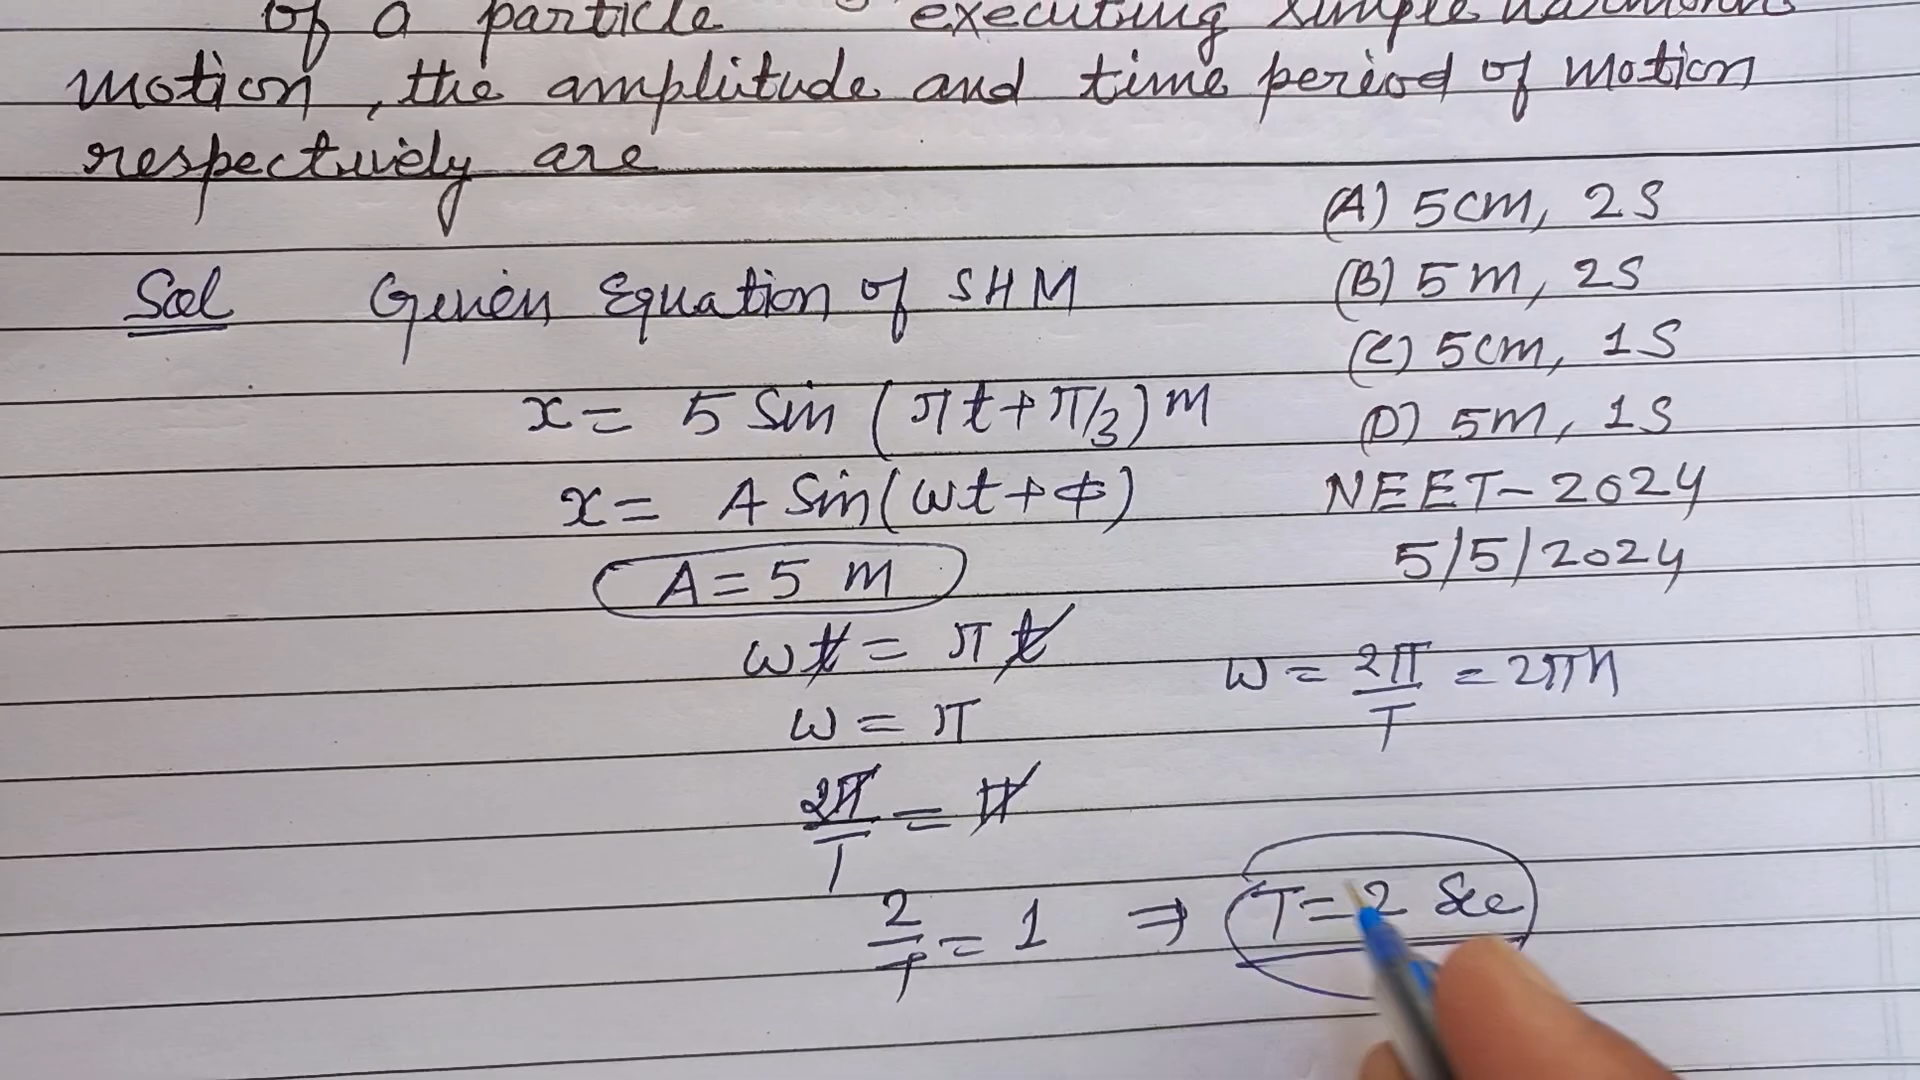 of a particle executing simple harmonic
motion, the amplitude and time period of motion
respectively are
(A) 5cm, 2S
(B) 5m, 2S
(C) 5cm, 1S
(D) 5m, 1S
NEET-2024
5/5/2024
Sol Given Equation of SHM
x = 5 Sin (πt+π/3) m
x = A Sin(ωt+ϕ)
A = 5 m
ωt = πt
ω = π
ω = 2π/T = 2πn
2π/T = π
2/T = 1 ⇒ T=2 Sec